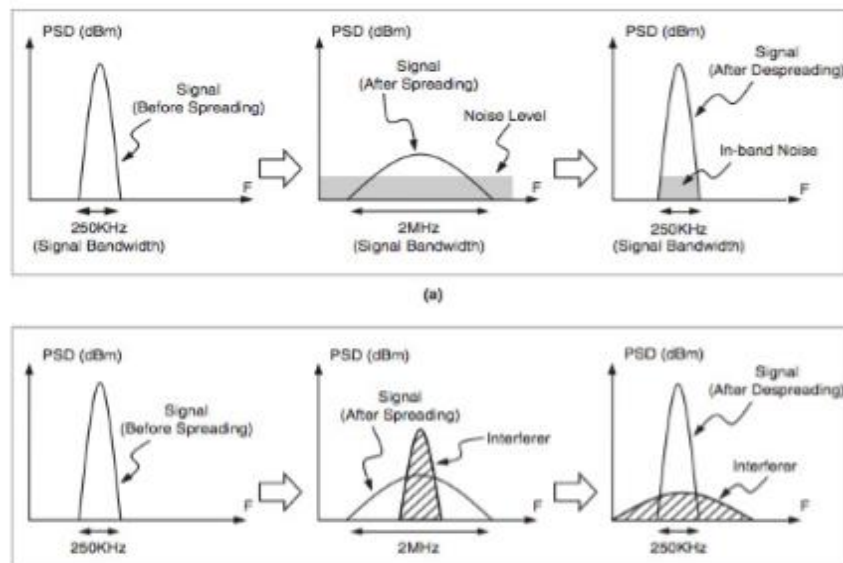 PSD (dBm)
Signal
(Before Spreading)
F
250KHz
(Signal Bandwidth)
PSD (dBm)
Signal
(After Spreading)
Noise Level
F
2MHz
(Signal Bandwidth)
PSD (dBm)
Signal
(After Despreading)
In-band Noise
F
250KHz
(Signal Bandwidth)
(a)
PSD (dBm)
Signal
(Before Spreading)
F
250KHz
PSD (dBm)
Signal
(After Spreading)
Interferer
F
2MHz
PSD (dBm)
Signal
(After Despreading)
Interferer
F
250KHz